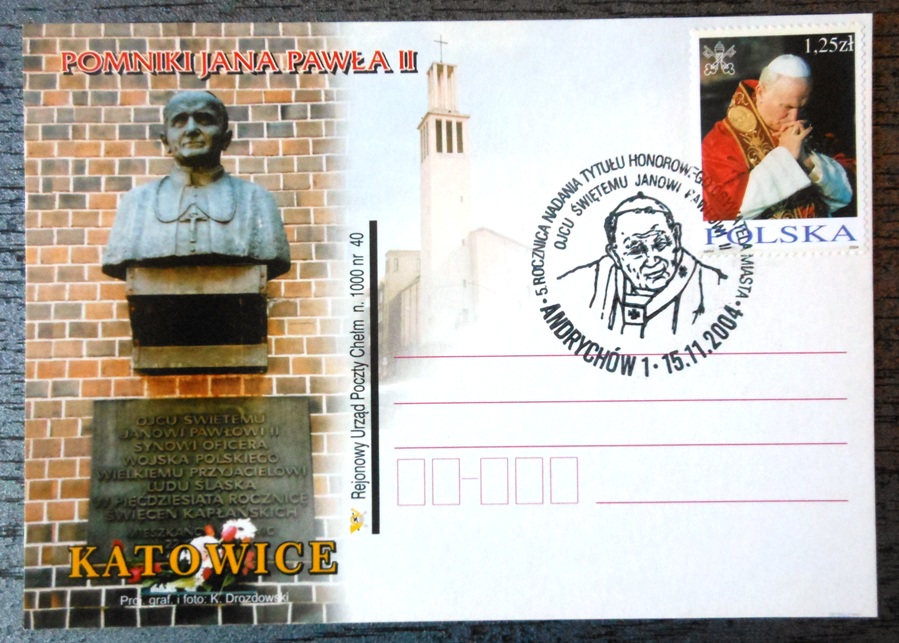 POMNIKI JANA PAWŁA II
OJCU ŚWIĘTEMU
JANOWI PAWŁOWI II
SYNOWI OFICERA
WOJSKA POLSKIEGO
WIELKIEMU PRZYJACIELOWI
LUDU ŚLĄSKA
W PIĘĆDZIESIĄTĄ ROCZNICĘ
ŚWIĘCEŃ KAPŁAŃSKICH
KATOWICE
Proj. graf. i foto: K. Drozdowski
Rejonowy Urząd Poczty Chełm n. 1000 nr 40
1,25zł
POLSKA
5. ROCZNICA NADANIA TYTUŁU HONOROWEGO MIASTA
OJCU ŚWIĘTEMU JANOWI PAWŁOWI II
ANDRYCHÓW 1 · 15.11.2004